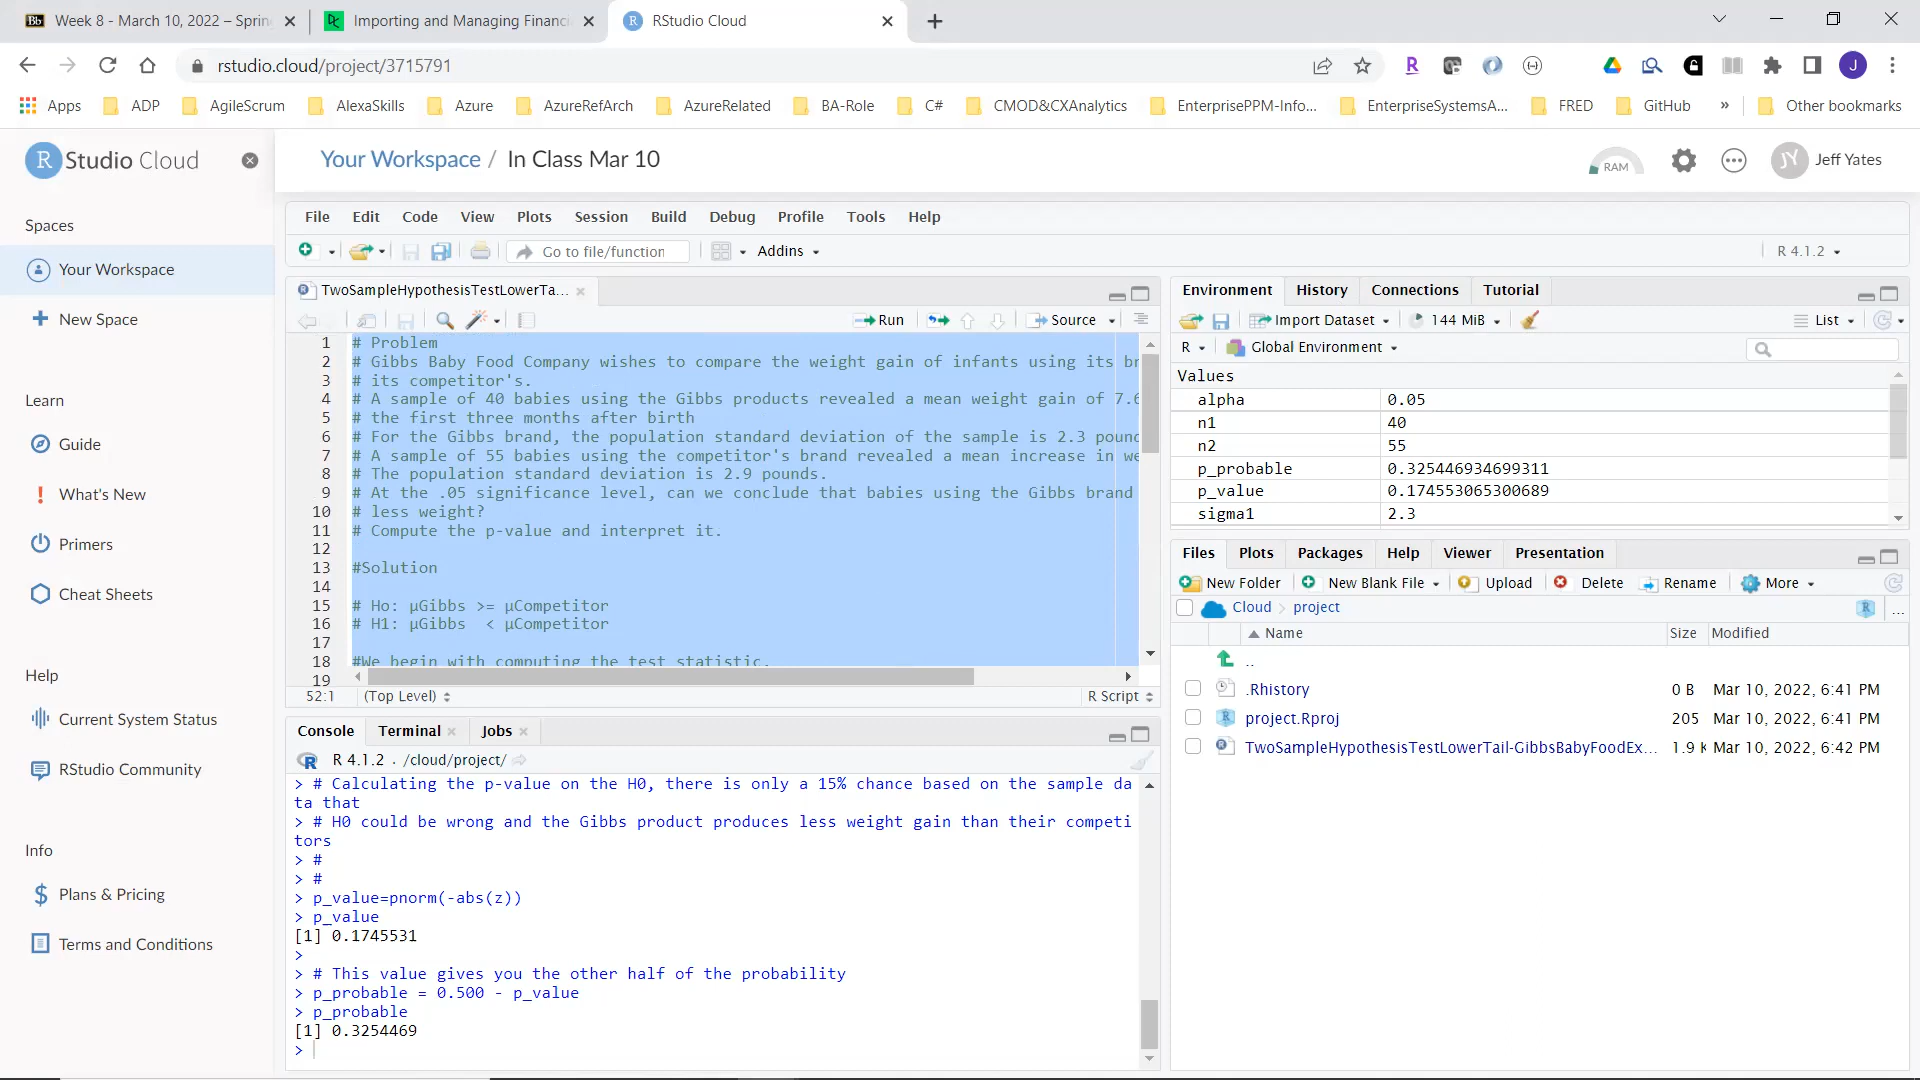 Week 8 - March 10, 2022 – Sprin
Importing and Managing Financi
RStudio Cloud
rstudio.cloud/project/3715791
Apps
ADP
AgileScrum
AlexaSkills
Azure
AzureRefArch
AzureRelated
BA-Role
C#
CMOD&CXAnalytics
EnterprisePPM-Info...
EnterpriseSystemsA...
FRED
GitHub
»
Other bookmarks
R Studio Cloud
Your Workspace / In Class Mar 10
RAM
JY
Jeff Yates
Spaces
Your Workspace
New Space
Learn
Guide
What's New
Primers
Cheat Sheets
Help
Current System Status
RStudio Community
Info
Plans & Pricing
Terms and Conditions
File Edit Code View Plots Session Build Debug Profile Tools Help
Go to file/function
Addins
R 4.1.2
TwoSampleHypothesisTestLowerTa...
Run
Source
1 # Problem
2 # Gibbs Baby Food Company wishes to compare the weight gain of infants using its br
3 # its competitor's.
4 # A sample of 40 babies using the Gibbs products revealed a mean weight gain of 7.6
5 # the first three months after birth
6 # For the Gibbs brand, the population standard deviation of the sample is 2.3 pound
7 # A sample of 55 babies using the competitor's brand revealed a mean increase in we
8 # The population standard deviation is 2.9 pounds.
9 # At the .05 significance level, can we conclude that babies using the Gibbs brand
10 # less weight?
11 # Compute the p-value and interpret it.
12
13 #Solution
14
15 # Ho: µGibbs >= µCompetitor
16 # H1: µGibbs  < µCompetitor
17
18 #We begin with computing the test statistic.
19
52:1 (Top Level) R Script
Console Terminal Jobs
R 4.1.2 . /cloud/project/
> # Calculating the p-value on the H0, there is only a 15% chance based on the sample da
ta that
> # H0 could be wrong and the Gibbs product produces less weight gain than their competi
tors
> #
> #
> p_value=pnorm(-abs(z))
> p_value
[1] 0.1745531
>
> # This value gives you the other half of the probability
> p_probable = 0.500 - p_value
> p_probable
[1] 0.3254469
>
Environment History Connections Tutorial
Import Dataset
144 MiB
List
R
Global Environment
Values
alpha 0.05
n1 40
n2 55
p_probable 0.325446934699311
p_value 0.174553065300689
sigma1 2.3
Files Plots Packages Help Viewer Presentation
New Folder New Blank File Upload Delete Rename More
Cloud project ...
Name Size Modified
..
.Rhistory 0 B Mar 10, 2022, 6:41 PM
project.Rproj 205 Mar 10, 2022, 6:41 PM
TwoSampleHypothesisTestLowerTail-GibbsBabyFoodEx... 1.9 K Mar 10, 2022, 6:42 PM